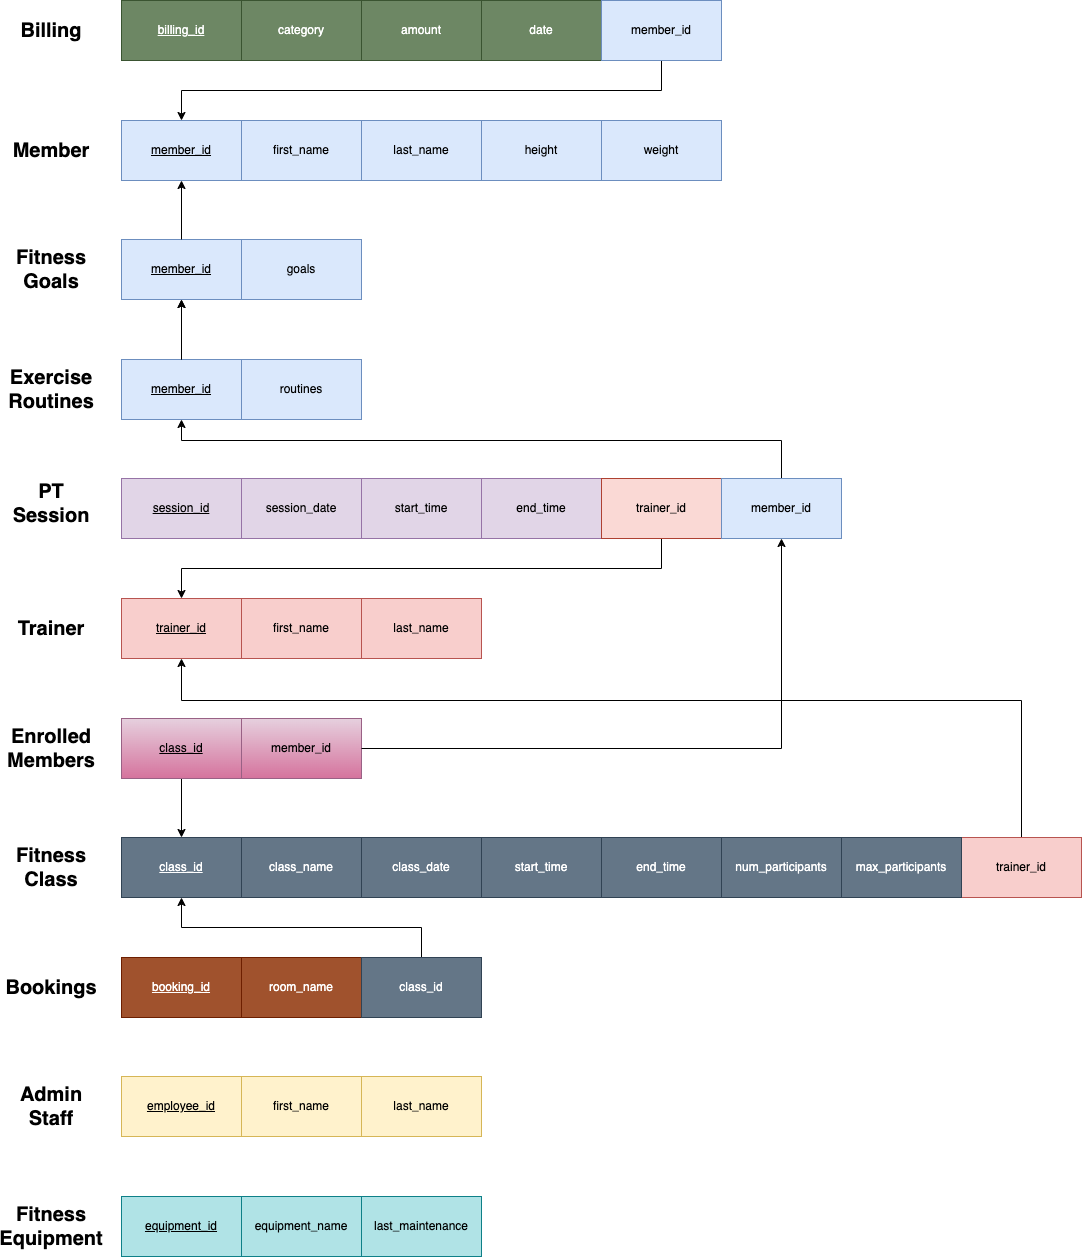 Billing
billing_id category amount date member_id
Member
member_id first_name last_name height weight
Fitness
Goals
member_id goals
Exercise
Routines
member_id routines
PT
Session
session_id session_date start_time end_time trainer_id member_id
Trainer
trainer_id first_name last_name
Enrolled
Members
class_id member_id
Fitness
Class
class_id class_name class_date start_time end_time num_participants max_participants trainer_id
Bookings
booking_id room_name class_id
Admin
Staff
employee_id first_name last_name
Fitness
Equipment
equipment_id equipment_name last_maintenance